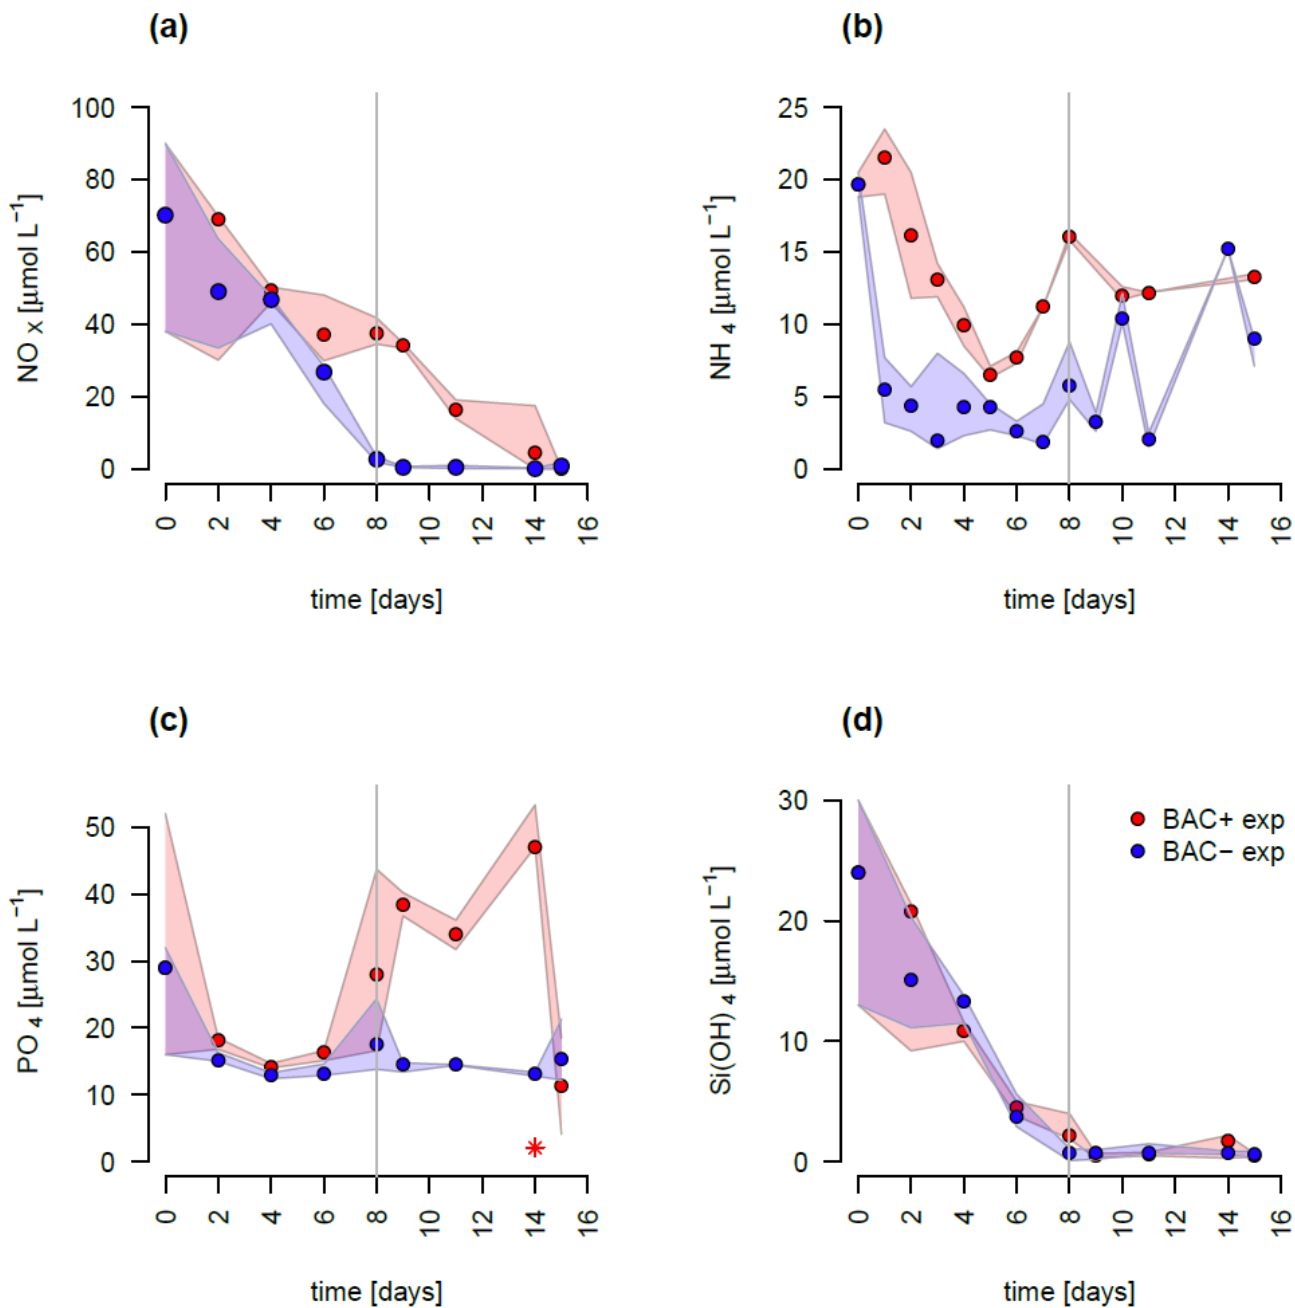 (a)
NO X [μmol L−1]
100
80
60
40
20
0
0 2 4 6 8 10 12 14 16
time [days]
(b)
NH 4 [μmol L−1]
25
20
15
10
5
0
0 2 4 6 8 10 12 14 16
time [days]
(c)
PO 4 [μmol L−1]
50
40
30
20
10
0
*
0 2 4 6 8 10 12 14 16
time [days]
(d)
Si(OH) 4 [μmol L−1]
30
20
10
0
BAC+ exp
BAC− exp
0 2 4 6 8 10 12 14 16
time [days]